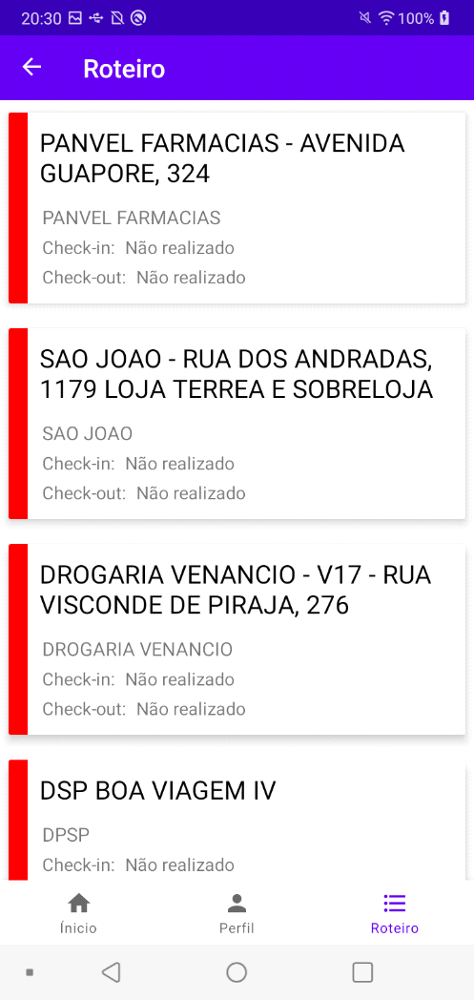 20:30 100%
Roteiro
PANVEL FARMACIAS - AVENIDA
GUAPORE, 324
PANVEL FARMACIAS
Check-in: Não realizado
Check-out: Não realizado
SAO JOAO - RUA DOS ANDRADAS,
1179 LOJA TERREA E SOBRELOJA
SAO JOAO
Check-in: Não realizado
Check-out: Não realizado
DROGARIA VENANCIO - V17 - RUA
VISCONDE DE PIRAJA, 276
DROGARIA VENANCIO
Check-in: Não realizado
Check-out: Não realizado
DSP BOA VIAGEM IV
DPSP
Check-in: Não realizado
Ínicio Perfil Roteiro